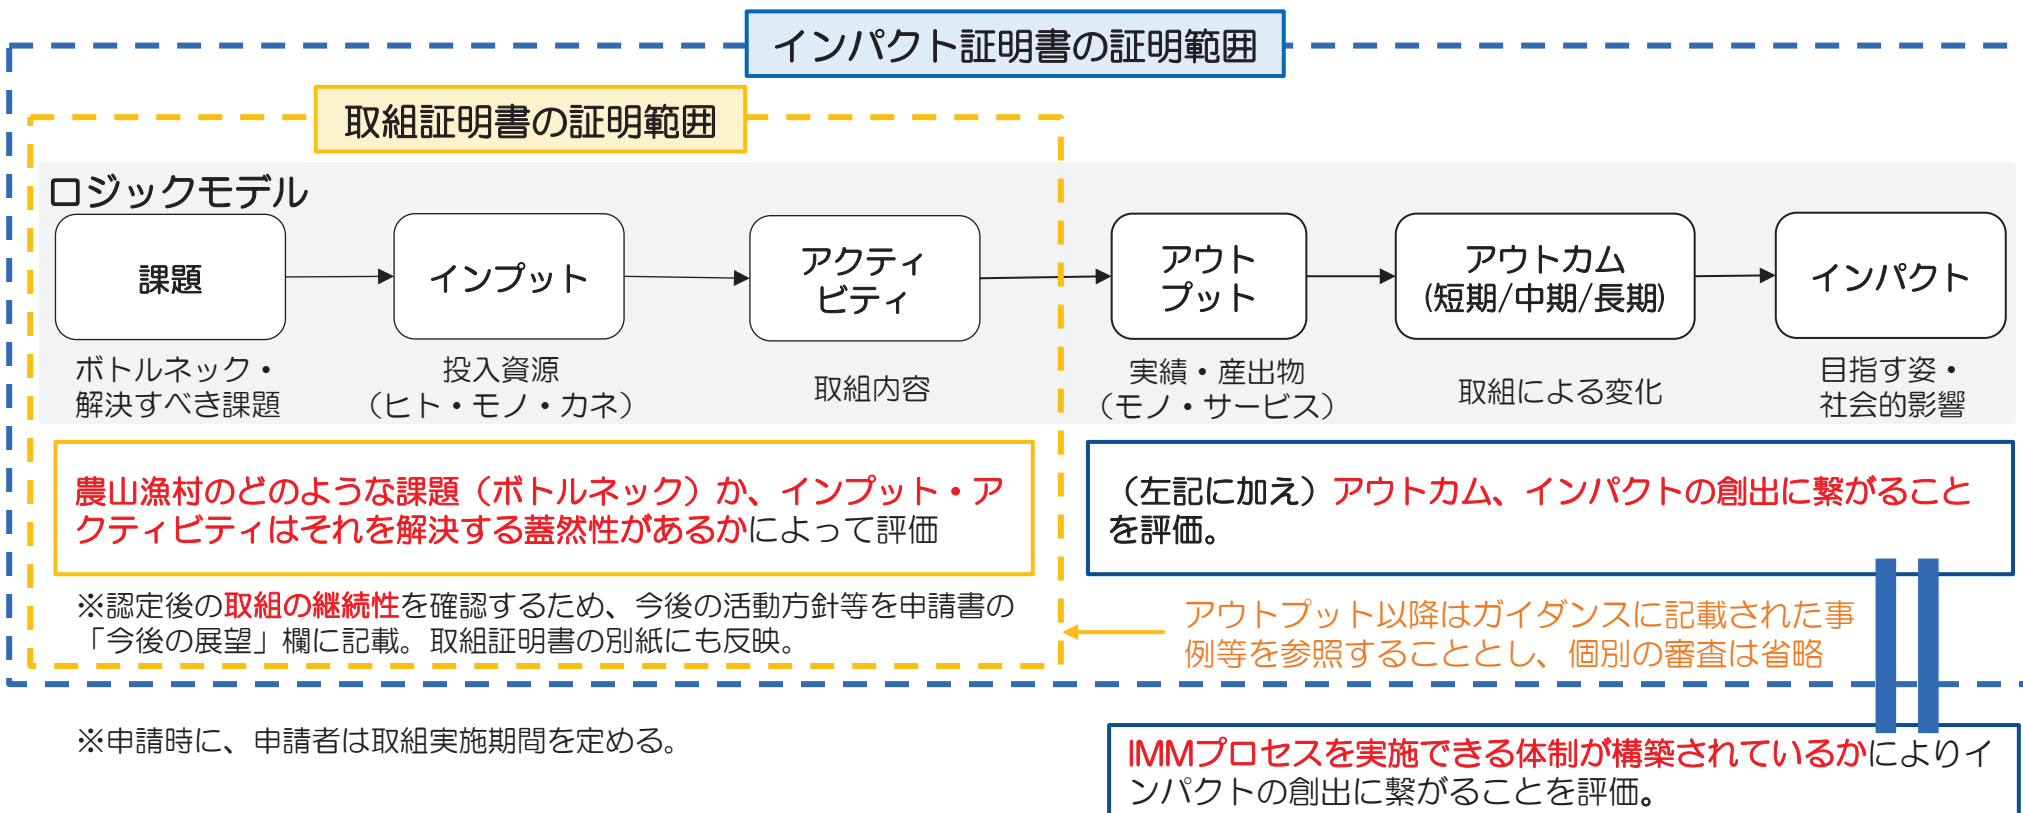 インパクト証明書の証明範囲
取組証明書の証明範囲
ロジックモデル
課題
インプット
アクティ
ビティ
アウト
プット
アウトカム
(短期/中期/長期)
インパクト
ボトルネック・
解決すべき課題
投入資源
（ヒト・モノ・カネ）
取組内容
実績・産出物
（モノ・サービス）
取組による変化
目指す姿・
社会的影響
農山漁村のどのような課題（ボトルネック）か、インプット・ア
クティビティはそれを解決する蓋然性があるかによって評価
（左記に加え）アウトカム、インパクトの創出に繋がること
を評価。
※認定後の取組の継続性を確認するため、今後の活動方針等を申請書の
「今後の展望」欄に記載。取組証明書の別紙にも反映。
アウトプット以降はガイダンスに記載された事
例等を参照することとし、個別の審査は省略
※申請時に、申請者は取組実施期間を定める。
IMMプロセスを実施できる体制が構築されているかによりイ
ンパクトの創出に繋がることを評価。